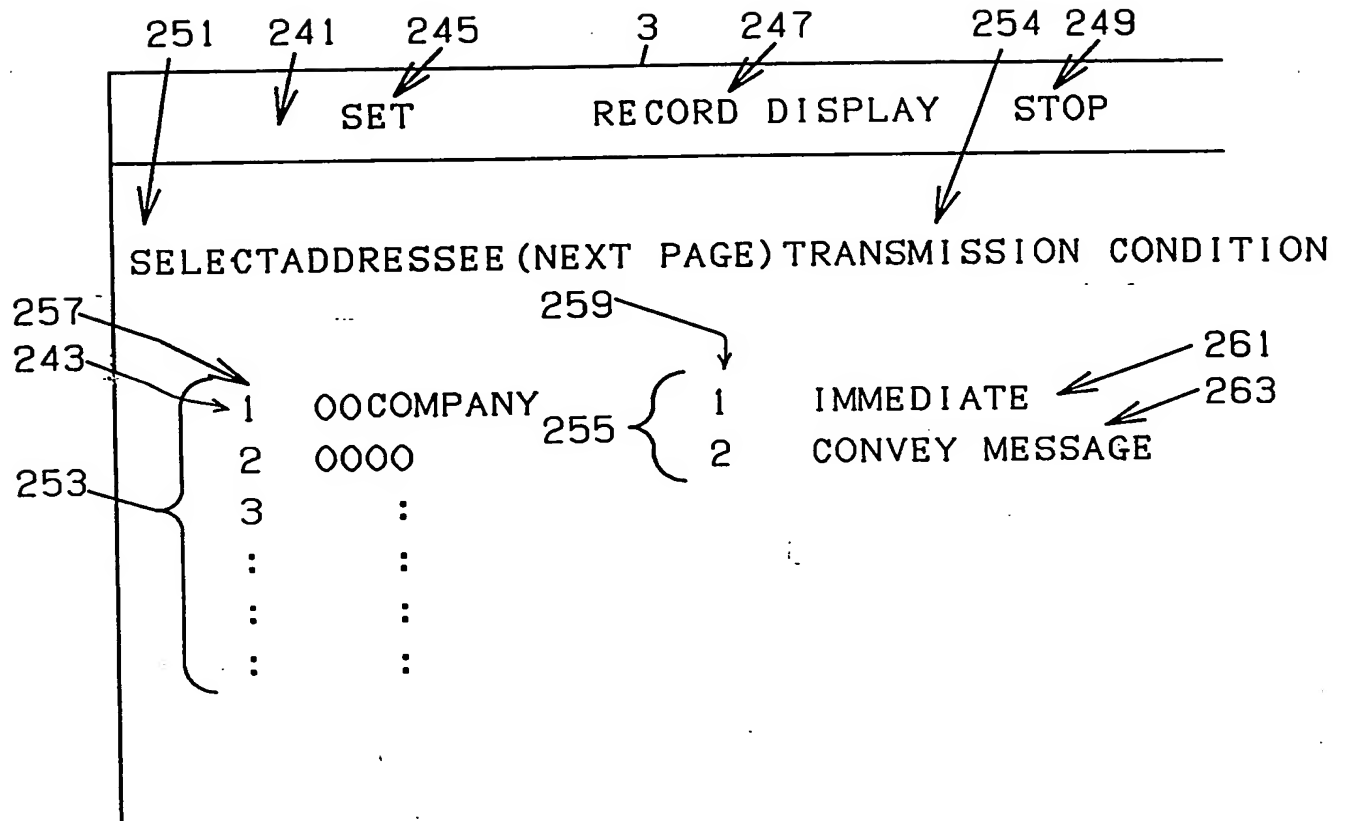 251 241 245 3 247 254 249
SET RECORD DISPLAY STOP
SELECTADDRESSEE(NEXT PAGE)TRANSMISSION CONDITION
257 259
243 261
1 OOCOMPANY 1 IMMEDIATE 263
255
2 OOOO 2 CONVEY MESSAGE
253
3 :
: :
: :
: :